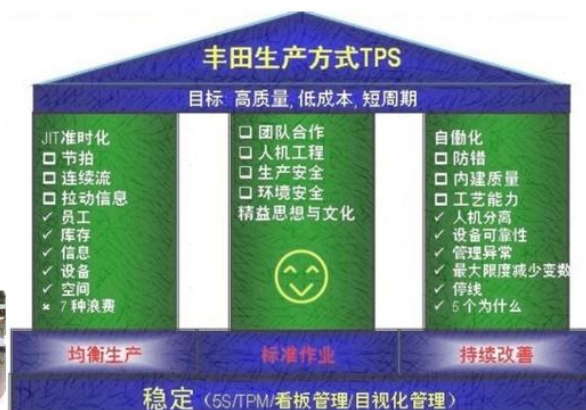 丰田生产方式TPS
目标: 高质量, 低成本, 短周期
JIT准时化
节拍
连续流
拉动信息
员工
库存
信息
设备
空间
7 种浪费
团队合作
人机工程
生产安全
环境安全
精益思想与文化
自働化
防错
内建质量
工艺能力
人机分离
设备可靠性
管理异常
最大限度减少变数
停线
5 个为什么
均衡生产
标准作业
持续改善
稳定（5S/TPM/看板管理/目视化管理）